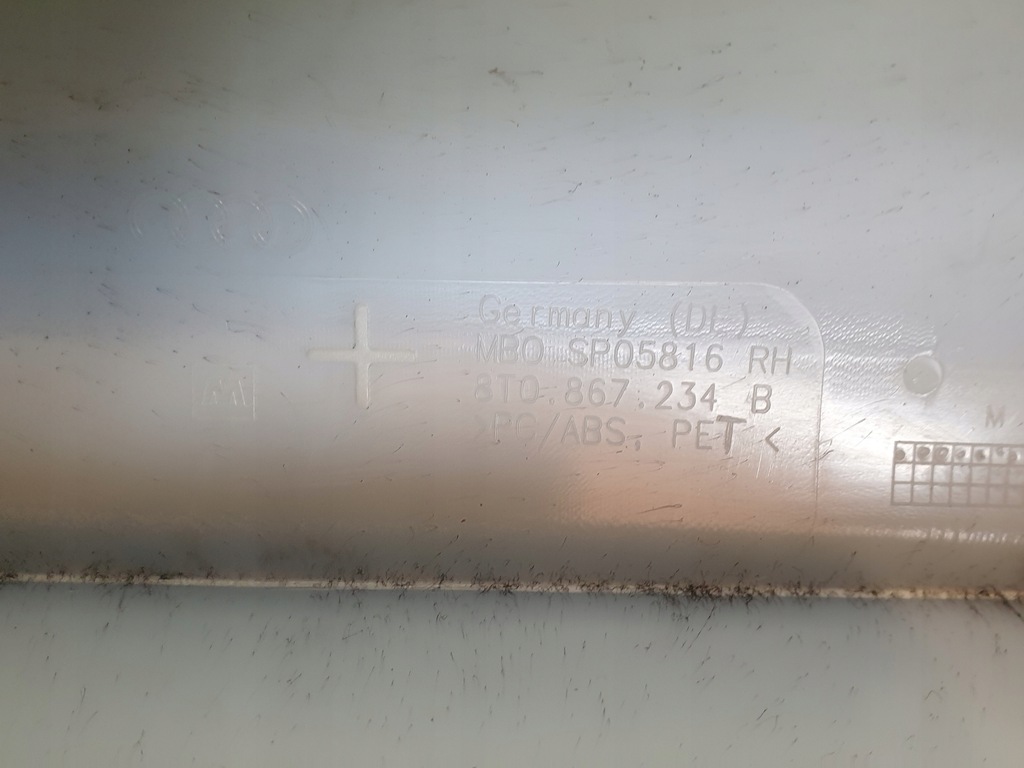 Germany (DE)
MBO SP05816 RH
8T0.867.234 B
>PC/ABS, PET<
M